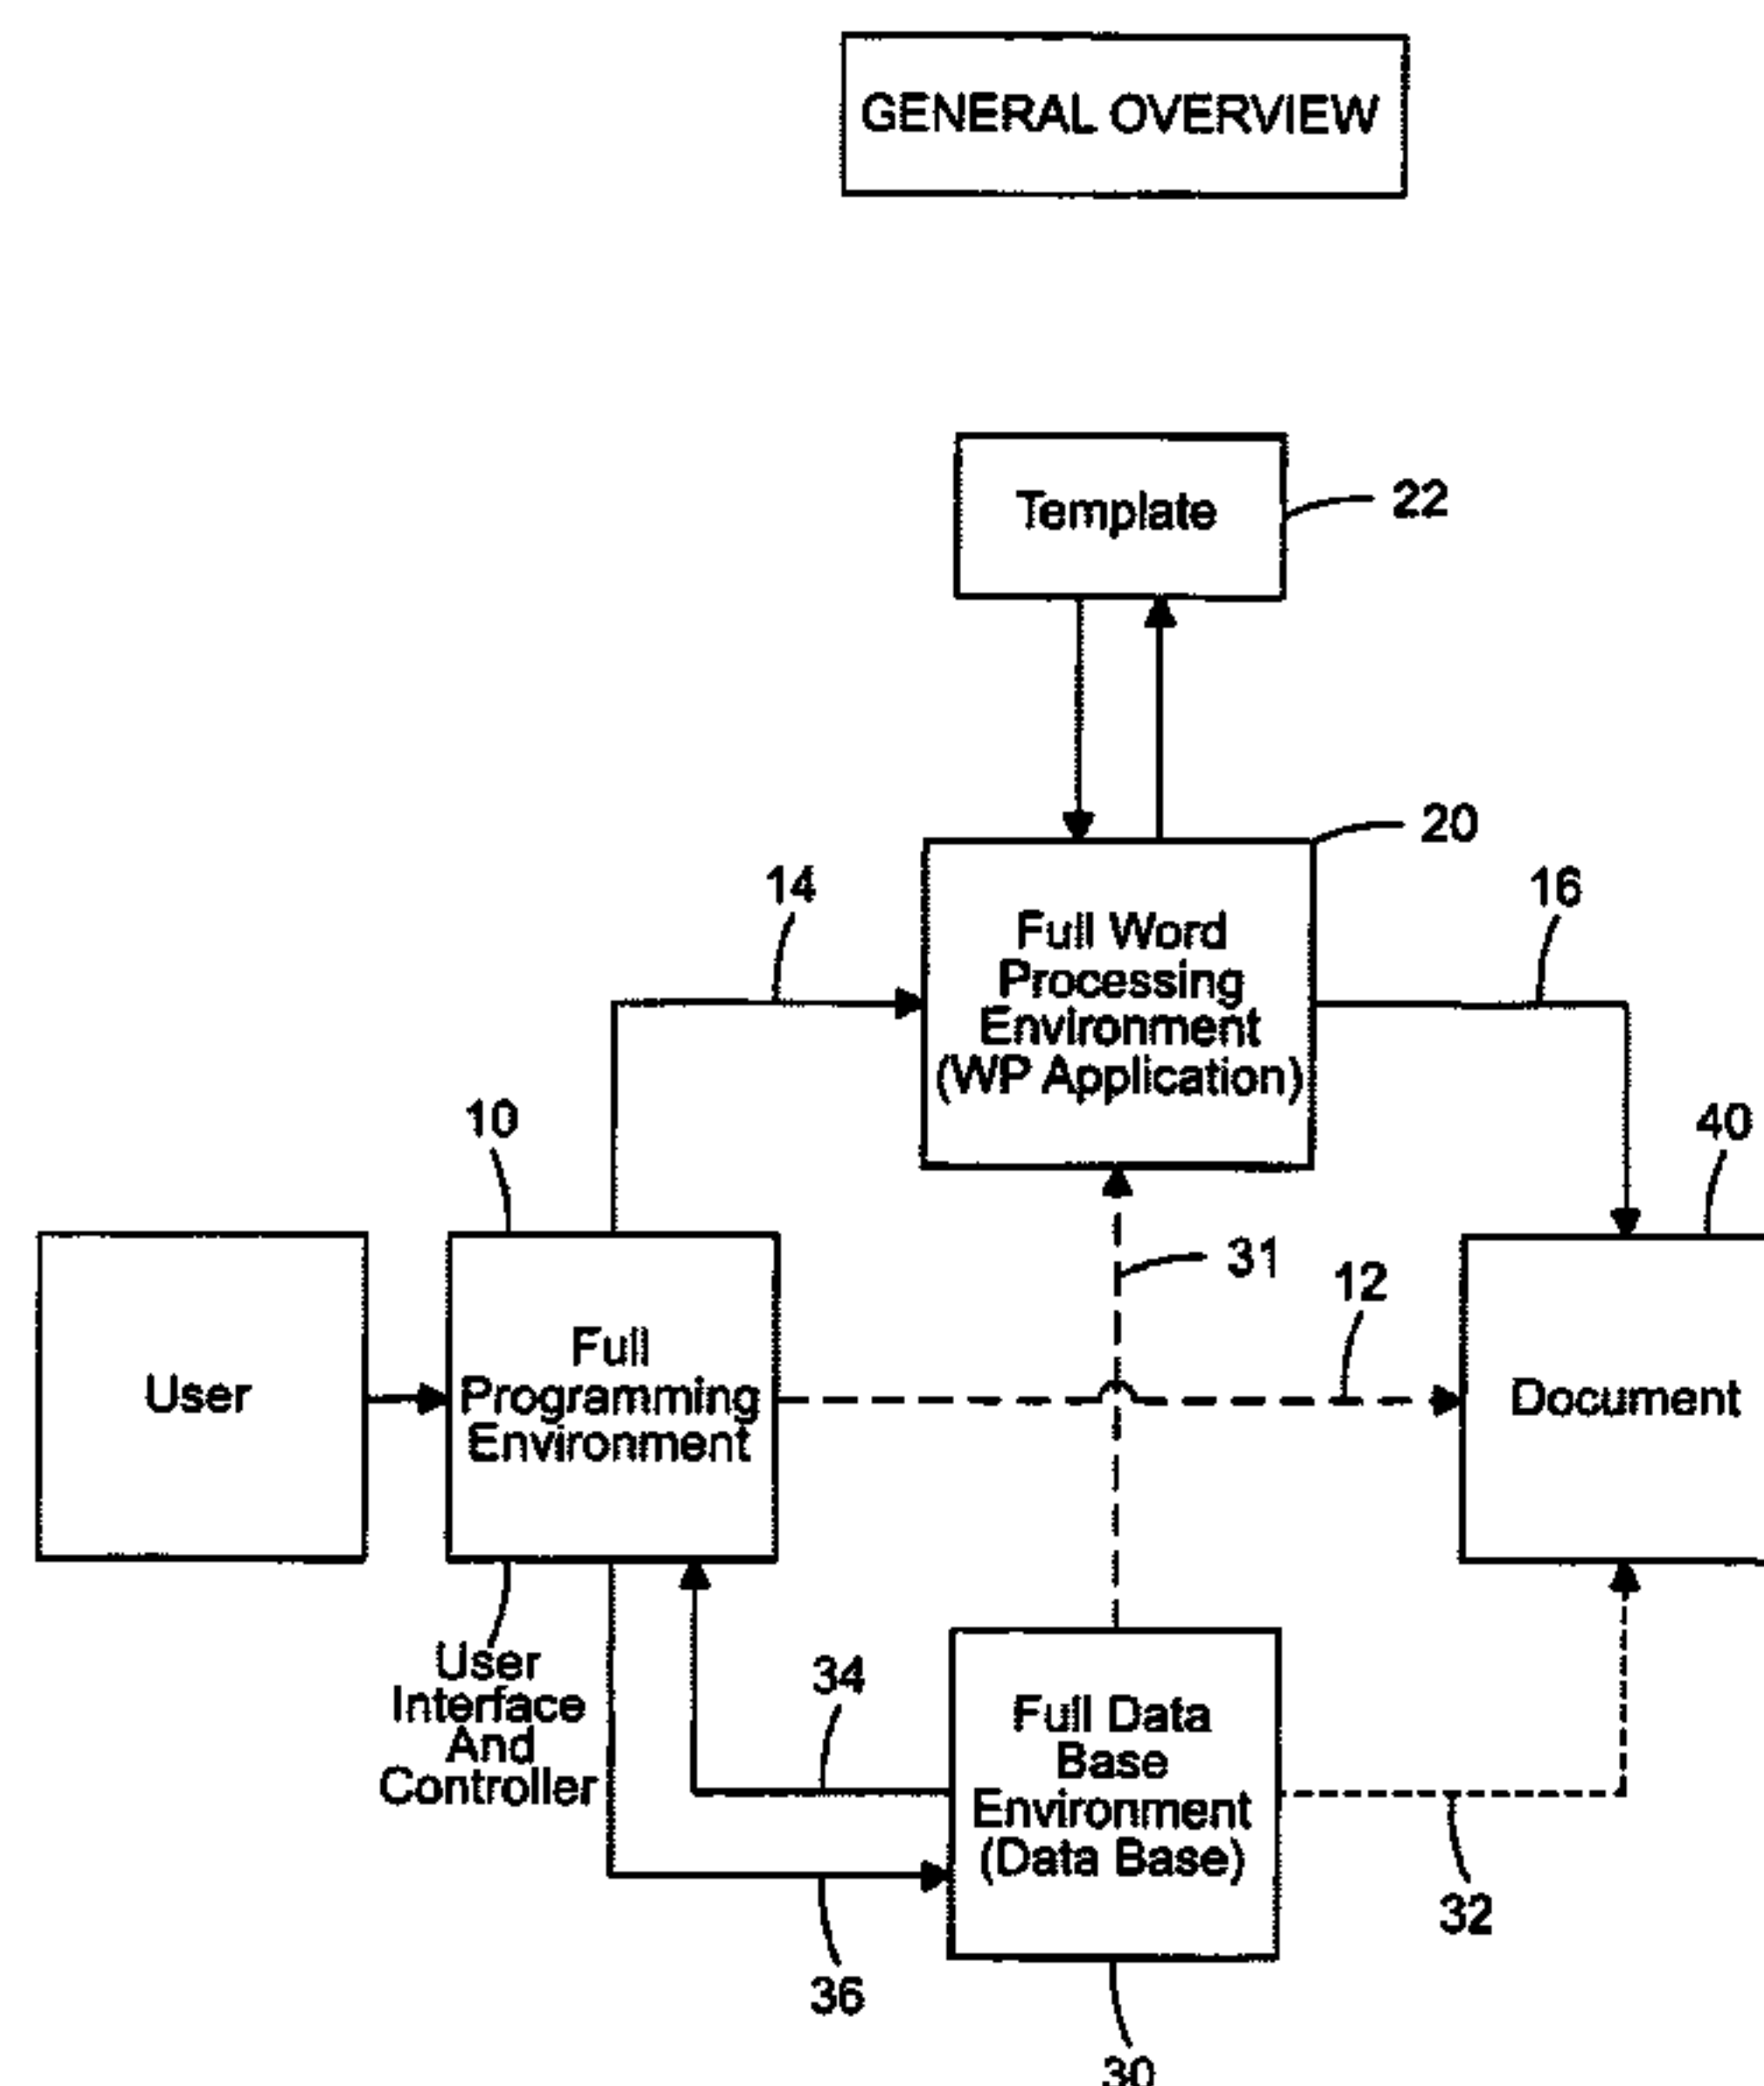 GENERAL OVERVIEW
Template
22
20
Full Word
Processing
Environment
(WP Application)
14
16
10
40
User
Full
Programming
Environment
31
12
Document
User
Interface
And
Controller
34
Full Data
Base
Environment
(Data Base)
32
36
30